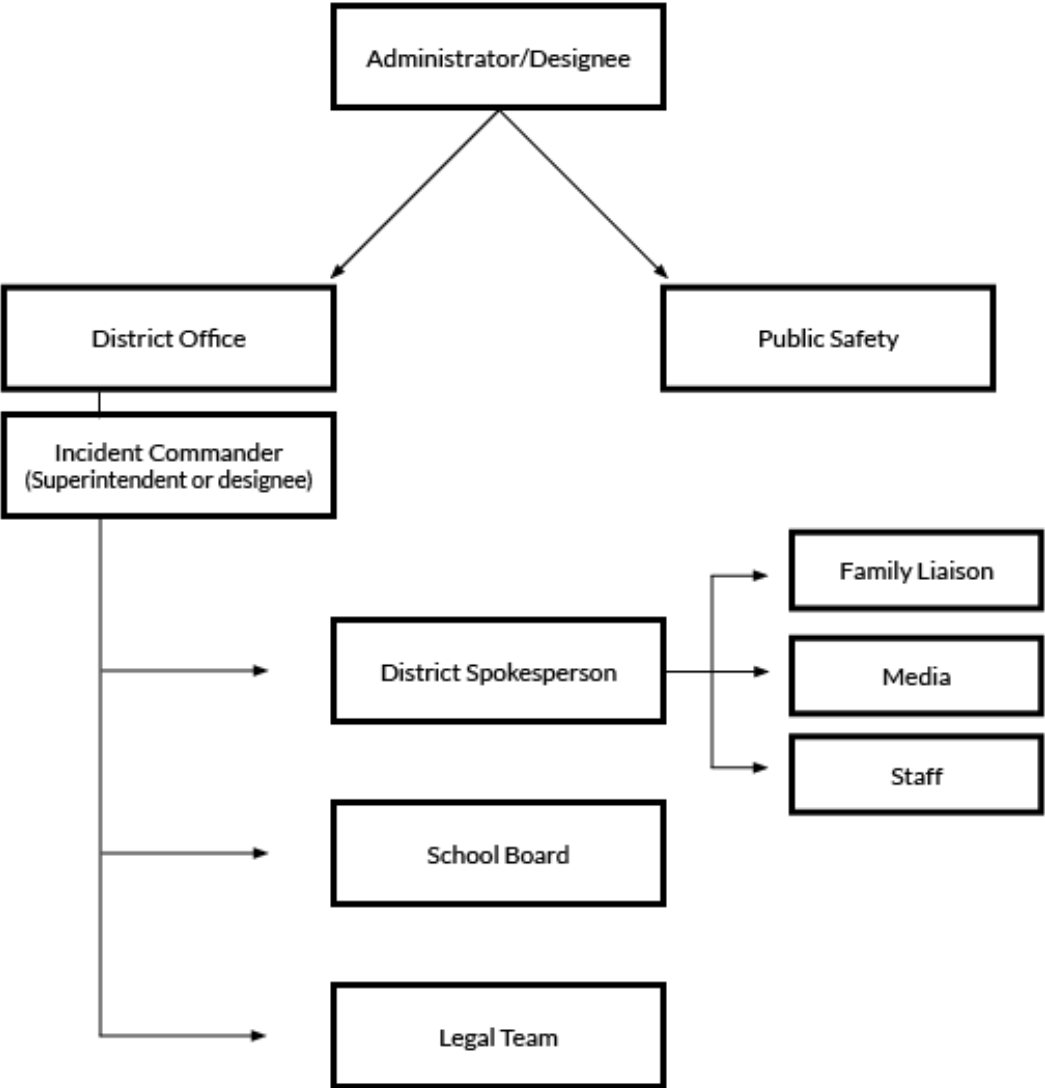 Administrator/Designee
District Office
Public Safety
Incident Commander
(Superintendent or designee)
Family Liaison
District Spokesperson
Media
Staff
School Board
Legal Team